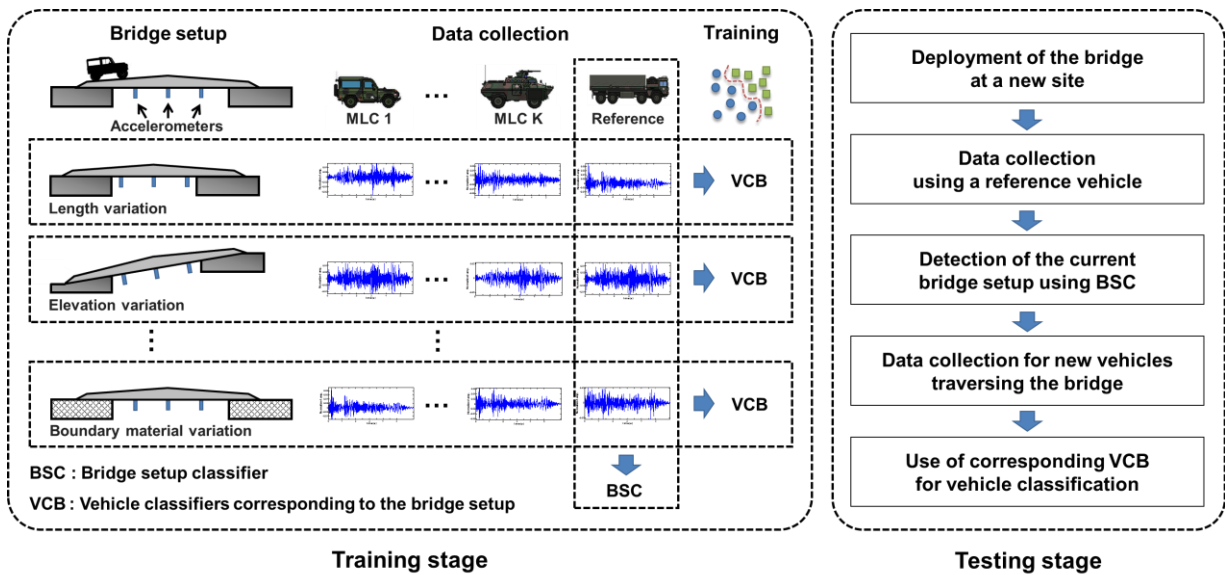 Bridge setup
Data collection
Training
Accelerometers
MLC 1
...
MLC K
Reference
Length variation
...
VCB
Elevation variation
...
VCB
Boundary material variation
...
VCB
BSC : Bridge setup classifier
VCB : Vehicle classifiers corresponding to the bridge setup
BSC
Training stage
Deployment of the bridge
at a new site
Data collection
using a reference vehicle
Detection of the current
bridge setup using BSC
Data collection for new vehicles
traversing the bridge
Use of corresponding VCB
for vehicle classification
Testing stage